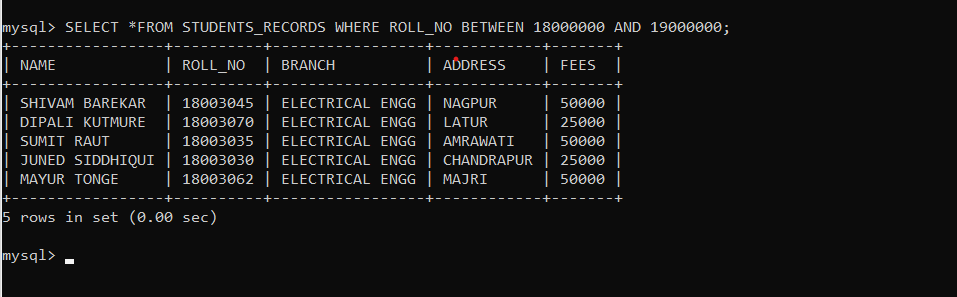 mysql> SELECT *FROM STUDENTS_RECORDS WHERE ROLL_NO BETWEEN 18000000 AND 19000000;
+----------------+----------+-----------------+------------+-------+
| NAME           | ROLL_NO  | BRANCH          | ADDRESS    | FEES  |
+----------------+----------+-----------------+------------+-------+
| SHIVAM BAREKAR | 18003045 | ELECTRICAL ENGG | NAGPUR     | 50000 |
| DIPALI KUTMURE | 18003070 | ELECTRICAL ENGG | LATUR      | 25000 |
| SUMIT RAUT     | 18003035 | ELECTRICAL ENGG | AMRAWATI   | 50000 |
| JUNED SIDDHIQUI | 18003030 | ELECTRICAL ENGG | CHANDRAPUR | 25000 |
| MAYUR TONGE    | 18003062 | ELECTRICAL ENGG | MAJRI      | 50000 |
+----------------+----------+-----------------+------------+-------+
5 rows in set (0.00 sec)
mysql>